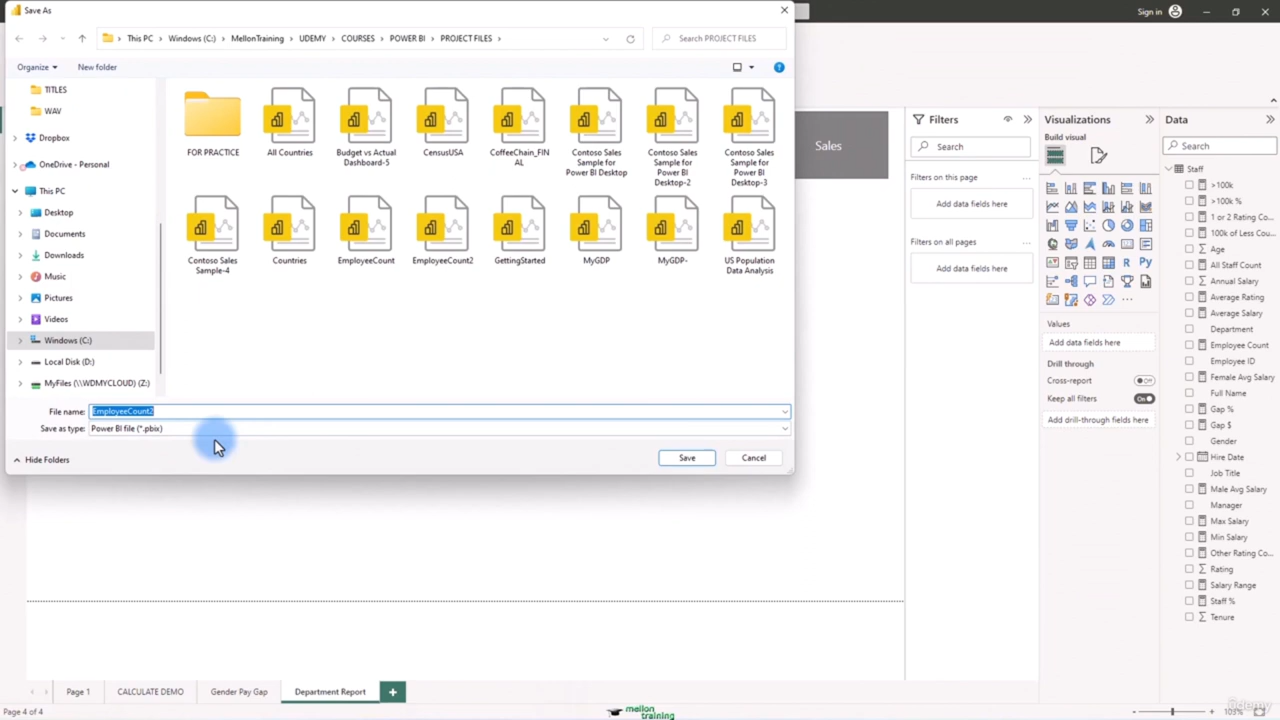 Save As
Sign in
This PC > Windows (C:) > MellonTraining > UDEMY > COURSES > POWER BI > PROJECT FILES >
Search PROJECT FILES
Organize
New folder
TITLES
WAV
Dropbox
OneDrive - Personal
This PC
Desktop
Documents
Downloads
Music
Pictures
Videos
Windows (C:)
Local Disk (D:)
MyFiles (\\WDMYCLOUD) (Z:)
FOR PRACTICE
All Countries
Budget vs Actual
Dashboard-5
CensusUSA
CoffeeChain_FIN
AL
Contoso Sales
Sample for
Power BI Desktop
Contoso Sales
Sample for
Power BI
Desktop-2
Contoso Sales
Sample for
Power BI
Desktop-3
Contoso Sales
Sample-4
Countries
EmployeeCount
EmployeeCount2
GettingStarted
MyGDP
MyGDP-
US Population
Data Analysis
File name:
EmployeeCount2
Save as type:
Power BI file (*.pbix)
Hide Folders
Save
Cancel
Sales
Filters
Search
Filters on this page
Add data fields here
Filters on all pages
Add data fields here
Visualizations
Build visual
R
Py
Values
Add data fields here
Drill through
Cross-report
Off
Keep all filters
On
Add drill-through fields here
Data
Search
Staff
>100k
>100k %
1 or 2 Rating Cou...
100k of Less Cou...
Age
All Staff Count
Annual Salary
Average Rating
Average Salary
Department
Employee Count
Employee ID
Female Avg Salary
Full Name
Gap %
Gap $
Gender
Hire Date
Job Title
Male Avg Salary
Manager
Max Salary
Min Salary
Other Rating Co...
Rating
Salary Range
Staff %
Tenure
Page 1
CALCULATE DEMO
Gender Pay Gap
Department Report
Page 4 of 4
mellon
training
103%
ûdemy